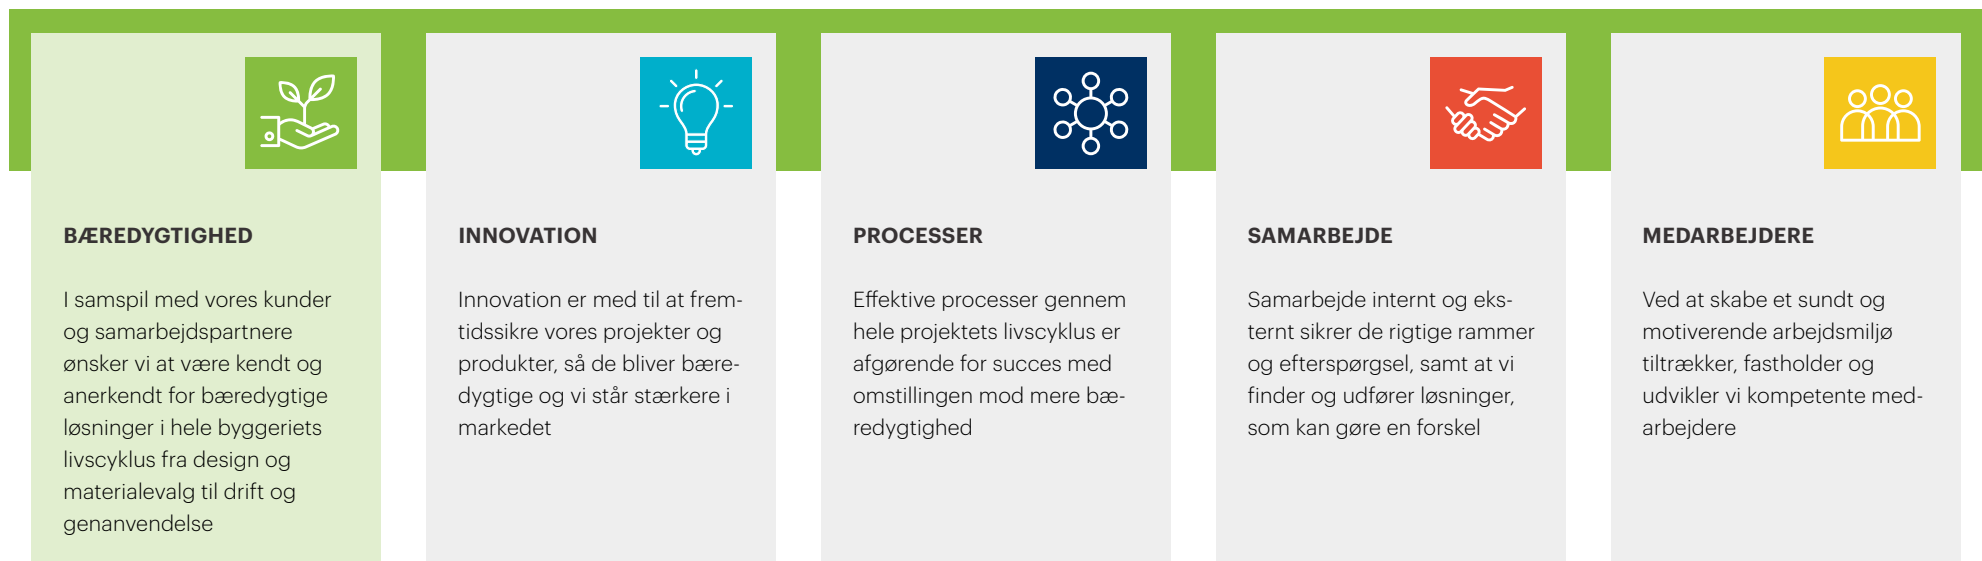 BÆREDYGTIGHED
I samspil med vores kunder
og samarbejdspartnere
ønsker vi at være kendt og
anerkendt for bæredygtige
løsninger i hele byggeriets
livscyklus fra design og
materialevalg til drift og
genanvendelse
INNOVATION
Innovation er med til at frem-
tidssikre vores projekter og
produkter, så de bliver bære-
dygtige og vi står stærkere i
markedet
PROCESSER
Effektive processer gennem
hele projektets livscyklus er
afgørende for succes med
omstillingen mod mere bæ-
redygtighed
SAMARBEJDE
Samarbejde internt og eks-
ternt sikrer de rigtige rammer
og efterspørgsel, samt at vi
finder og udfører løsninger,
som kan gøre en forskel
MEDARBEJDERE
Ved at skabe et sundt og
motiverende arbejdsmiljø
tiltrækker, fastholder og
udvikler vi kompetente med-
arbejdere